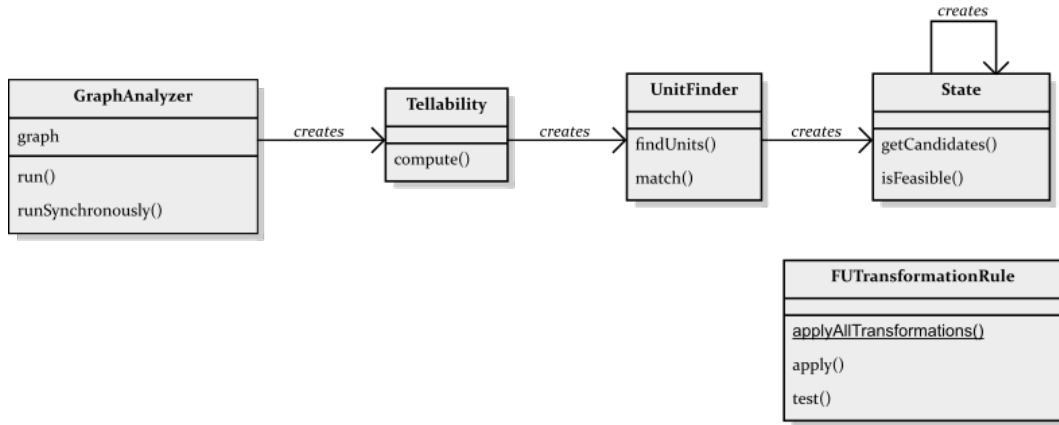 creates
GraphAnalyzer
graph
run()
runSynchronously()
creates
Tellability
compute()
creates
UnitFinder
findUnits()
match()
creates
State
getCandidates()
isFeasible()
FUTransformationRule
applyAllTransformations()
apply()
test()